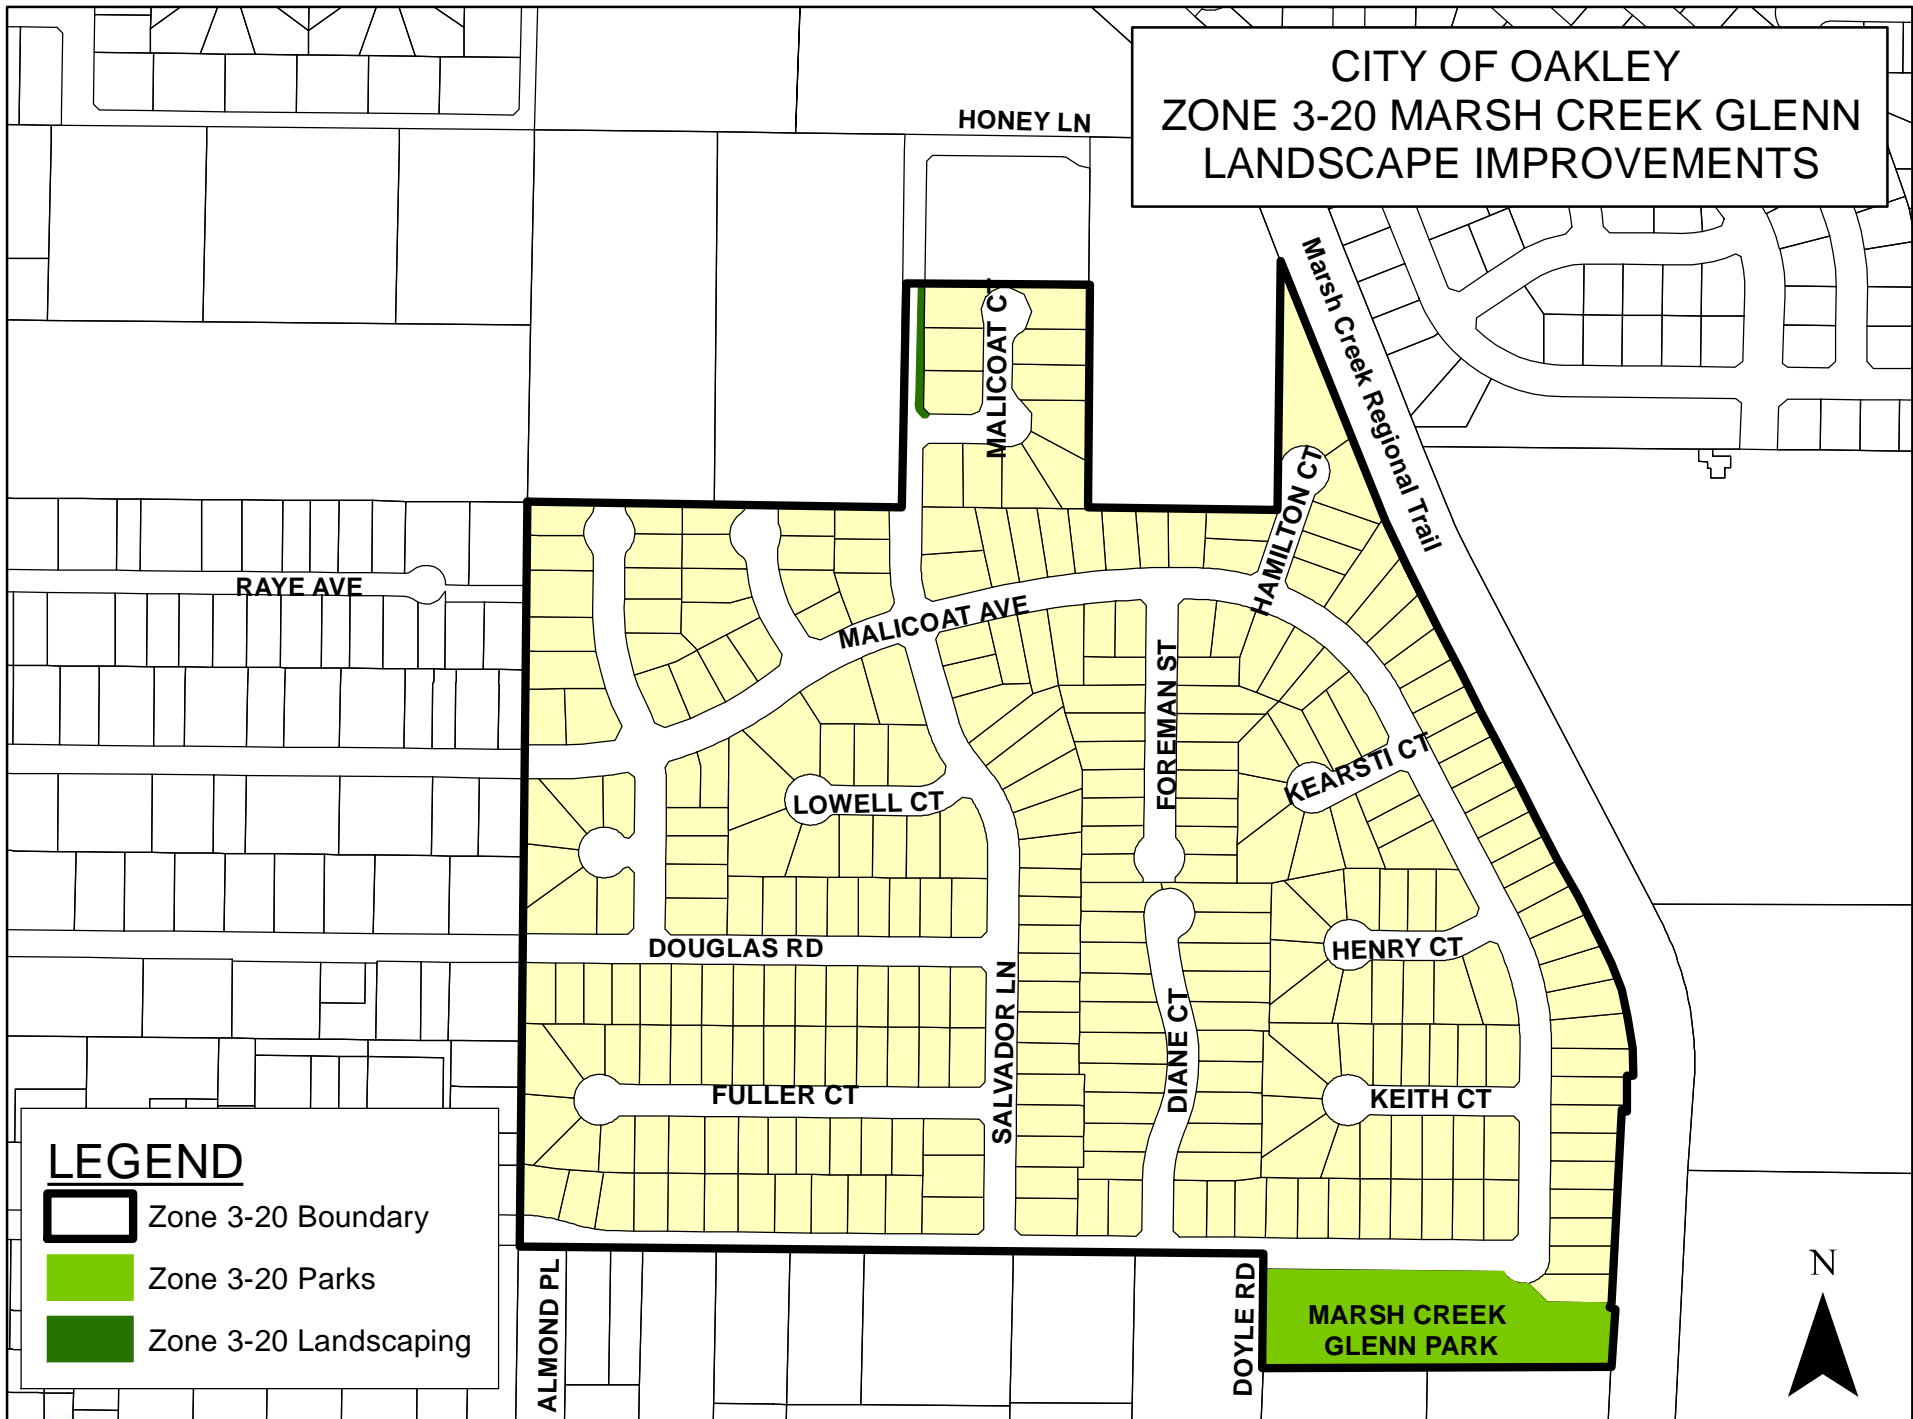 CITY OF OAKLEY
ZONE 3-20 MARSH CREEK GLENN
LANDSCAPE IMPROVEMENTS
HONEY LN
Marsh Creek Regional Trail
MALICOAT CT
HAMILTON CT
RAYE AVE
MALICOAT AVE
FOREMAN ST
KEARSTI CT
LOWELL CT
DOUGLAS RD
HENRY CT
SALVADOR LN
DIANE CT
FULLER CT
KEITH CT
LEGEND
Zone 3-20 Boundary
Zone 3-20 Parks
Zone 3-20 Landscaping
ALMOND PL
DOYLE RD
MARSH CREEK
GLENN PARK
N